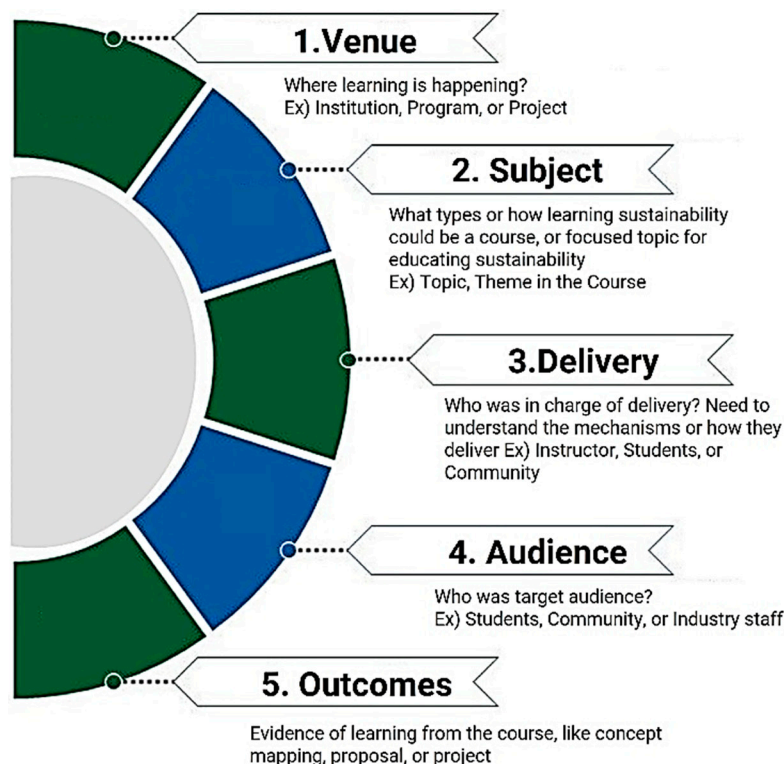 1.Venue
Where learning is happening?
Ex) Institution, Program, or Project
2. Subject
What types or how learning sustainability
could be a course, or focused topic for
educating sustainability
Ex) Topic, Theme in the Course
3.Delivery
Who was in charge of delivery? Need to
understand the mechanisms or how they
deliver Ex) Instructor, Students, or
Community
4. Audience
Who was target audience?
Ex) Students, Community, or Industry staff
5. Outcomes
Evidence of learning from the course, like concept
mapping, proposal, or project